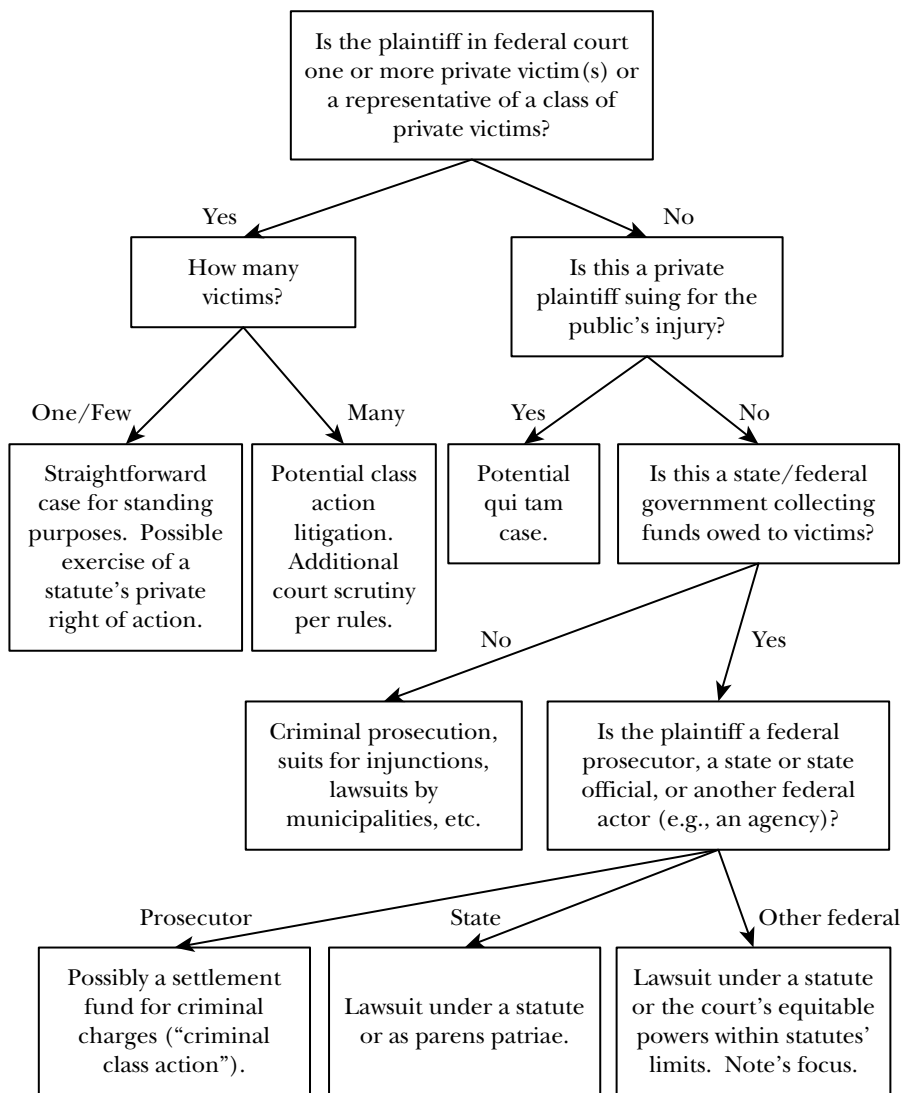 Is the plaintiff in federal court
one or more private victim(s) or
a representative of a class of
private victims?
Yes
No
How many
victims?
Is this a private
plaintiff suing for the
public’s injury?
One/Few
Many
Yes
No
Straightforward
case for standing
purposes.  Possible
exercise of a
statute’s private
right of action.
Potential class
action
litigation.
Additional
court scrutiny
per rules.
Potential
qui tam
case.
Is this a state/federal
government collecting
funds owed to victims?
No
Yes
Criminal prosecution,
suits for injunctions,
lawsuits by
municipalities, etc.
Is the plaintiff a federal
prosecutor, a state or state
official, or another federal
actor (e.g., an agency)?
Prosecutor
State
Other federal
Possibly a settlement
fund for criminal
charges (“criminal
class action”).
Lawsuit under a statute
or as parens patriae.
Lawsuit under a statute
or the court’s equitable
powers within statutes’
limits.  Note’s focus.